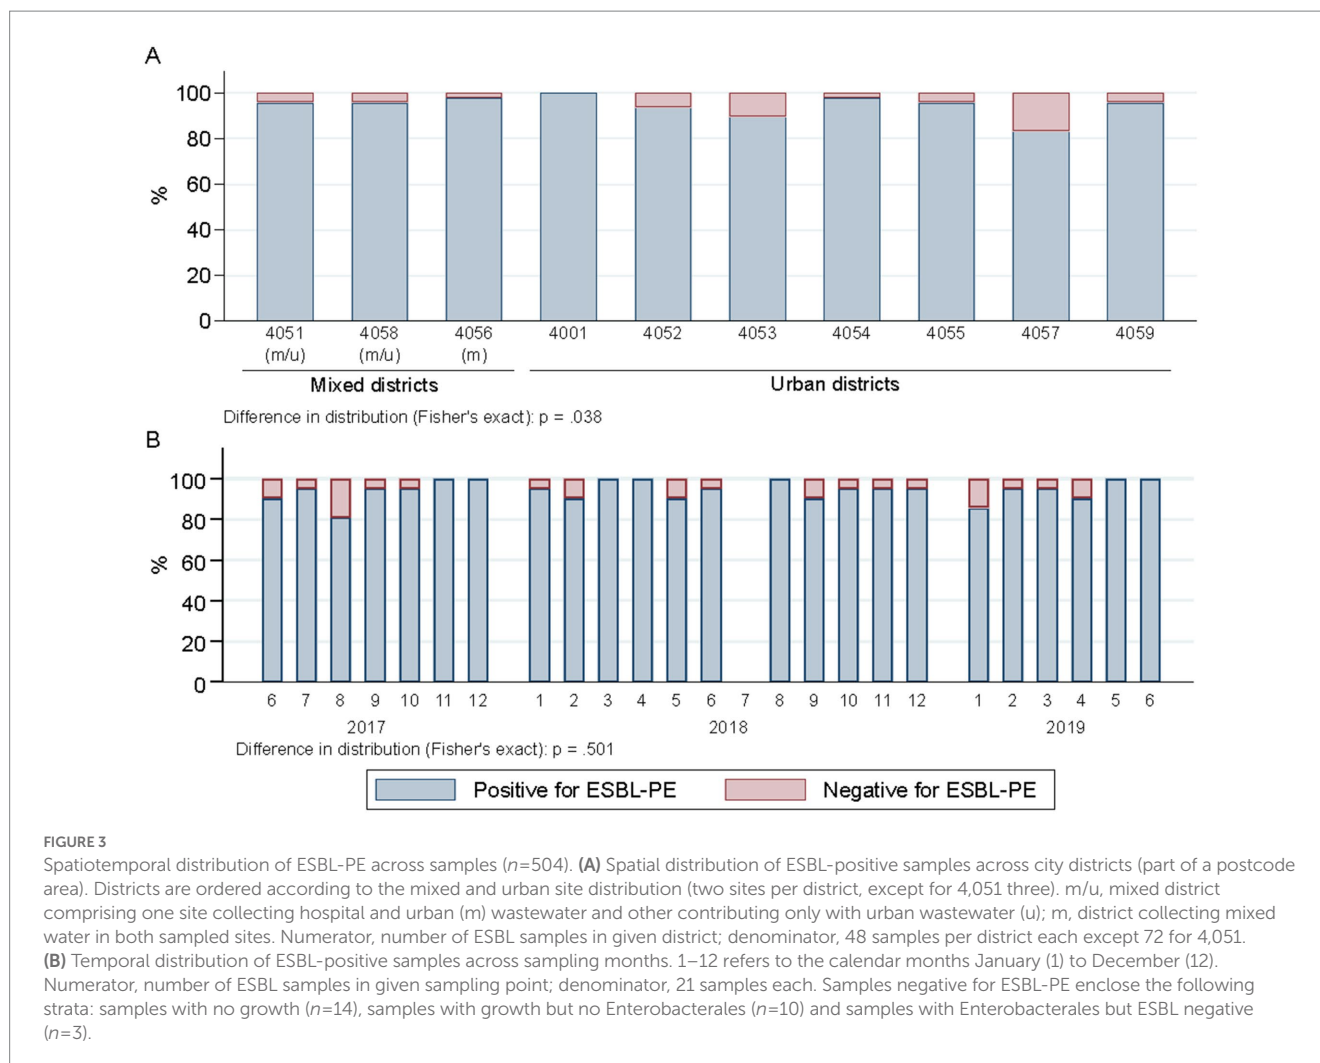 A
100
80
60
40
20
0
%
4051 4058 4056 4001 4052 4053 4054 4055 4057 4059
(m/u) (m/u) (m)
Mixed districts Urban districts
Difference in distribution (Fisher's exact): p = .038
B
100
80
60
40
20
0
%
6 7 8 9 10 11 12 1 2 3 4 5 6 7 8 9 10 11 12 1 2 3 4 5 6
2017 2018 2019
Difference in distribution (Fisher's exact): p = .501
Positive for ESBL-PE Negative for ESBL-PE
FIGURE 3
Spatiotemporal distribution of ESBL-PE across samples (n=504). (A) Spatial distribution of ESBL-positive samples across city districts (part of a postcode
area). Districts are ordered according to the mixed and urban site distribution (two sites per district, except for 4,051 three). m/u, mixed district
comprising one site collecting hospital and urban (m) wastewater and other contributing only with urban wastewater (u); m, district collecting mixed
water in both sampled sites. Numerator, number of ESBL samples in given district; denominator, 48 samples per district each except 72 for 4,051.
(B) Temporal distribution of ESBL-positive samples across sampling months. 1–12 refers to the calendar months January (1) to December (12).
Numerator, number of ESBL samples in given sampling point; denominator, 21 samples each. Samples negative for ESBL-PE enclose the following
strata: samples with no growth (n=14), samples with growth but no Enterobacterales (n=10) and samples with Enterobacterales but ESBL negative
(n=3).